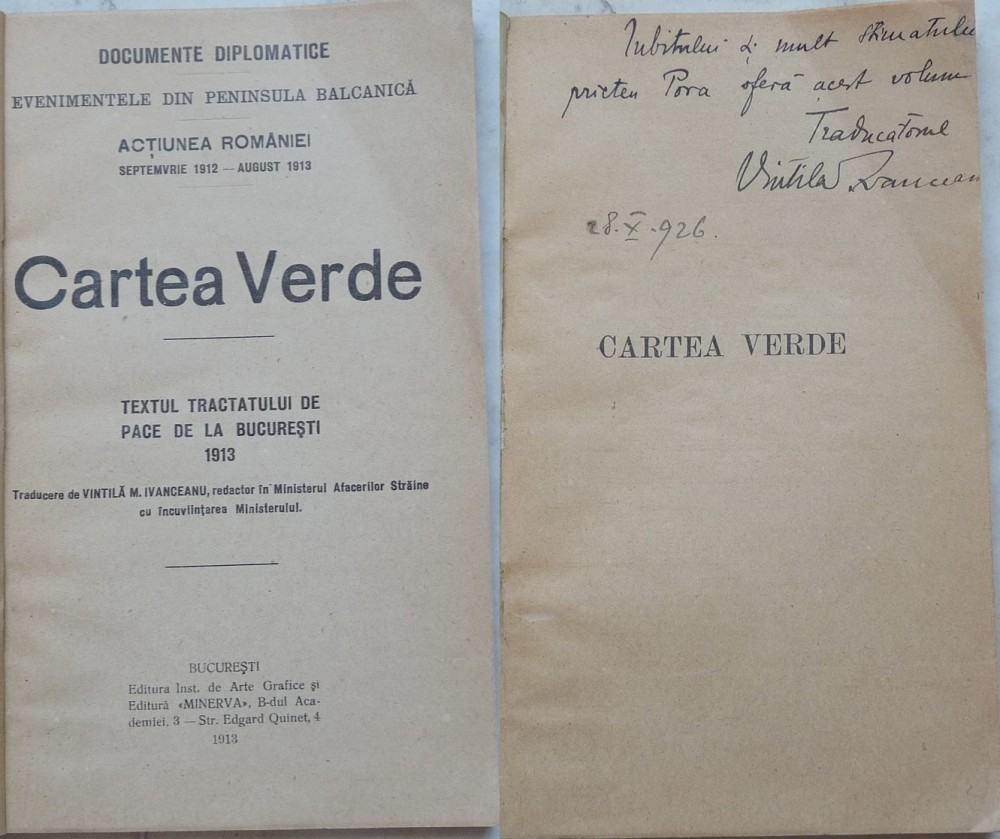 DOCUMENTE DIPLOMATICE
EVENIMENTELE DIN PENINSULA BALCANICĂ
ACȚIUNEA ROMÂNIEI
SEPTEMVRIE 1912 — AUGUST 1913
Cartea Verde
TEXTUL TRACTATULUI DE
PACE DE LA BUCUREȘTI
1913
Traducere de VINTILĂ M. IVANCEANU, redactor în Ministerul Afacerilor Străine
cu încuviințarea Ministerului.
BUCUREȘTI
Editura Inst. de Arte Grafice și
Editură «MINERVA», B-dul Aca-
demiei, 3 — Str. Edgard Quinet, 4
1913
Iubitului și mult stimatului
prieten Pora oferă acest volum
Traducătorul
Vintila Ivancean
28.X.926.
CARTEA VERDE